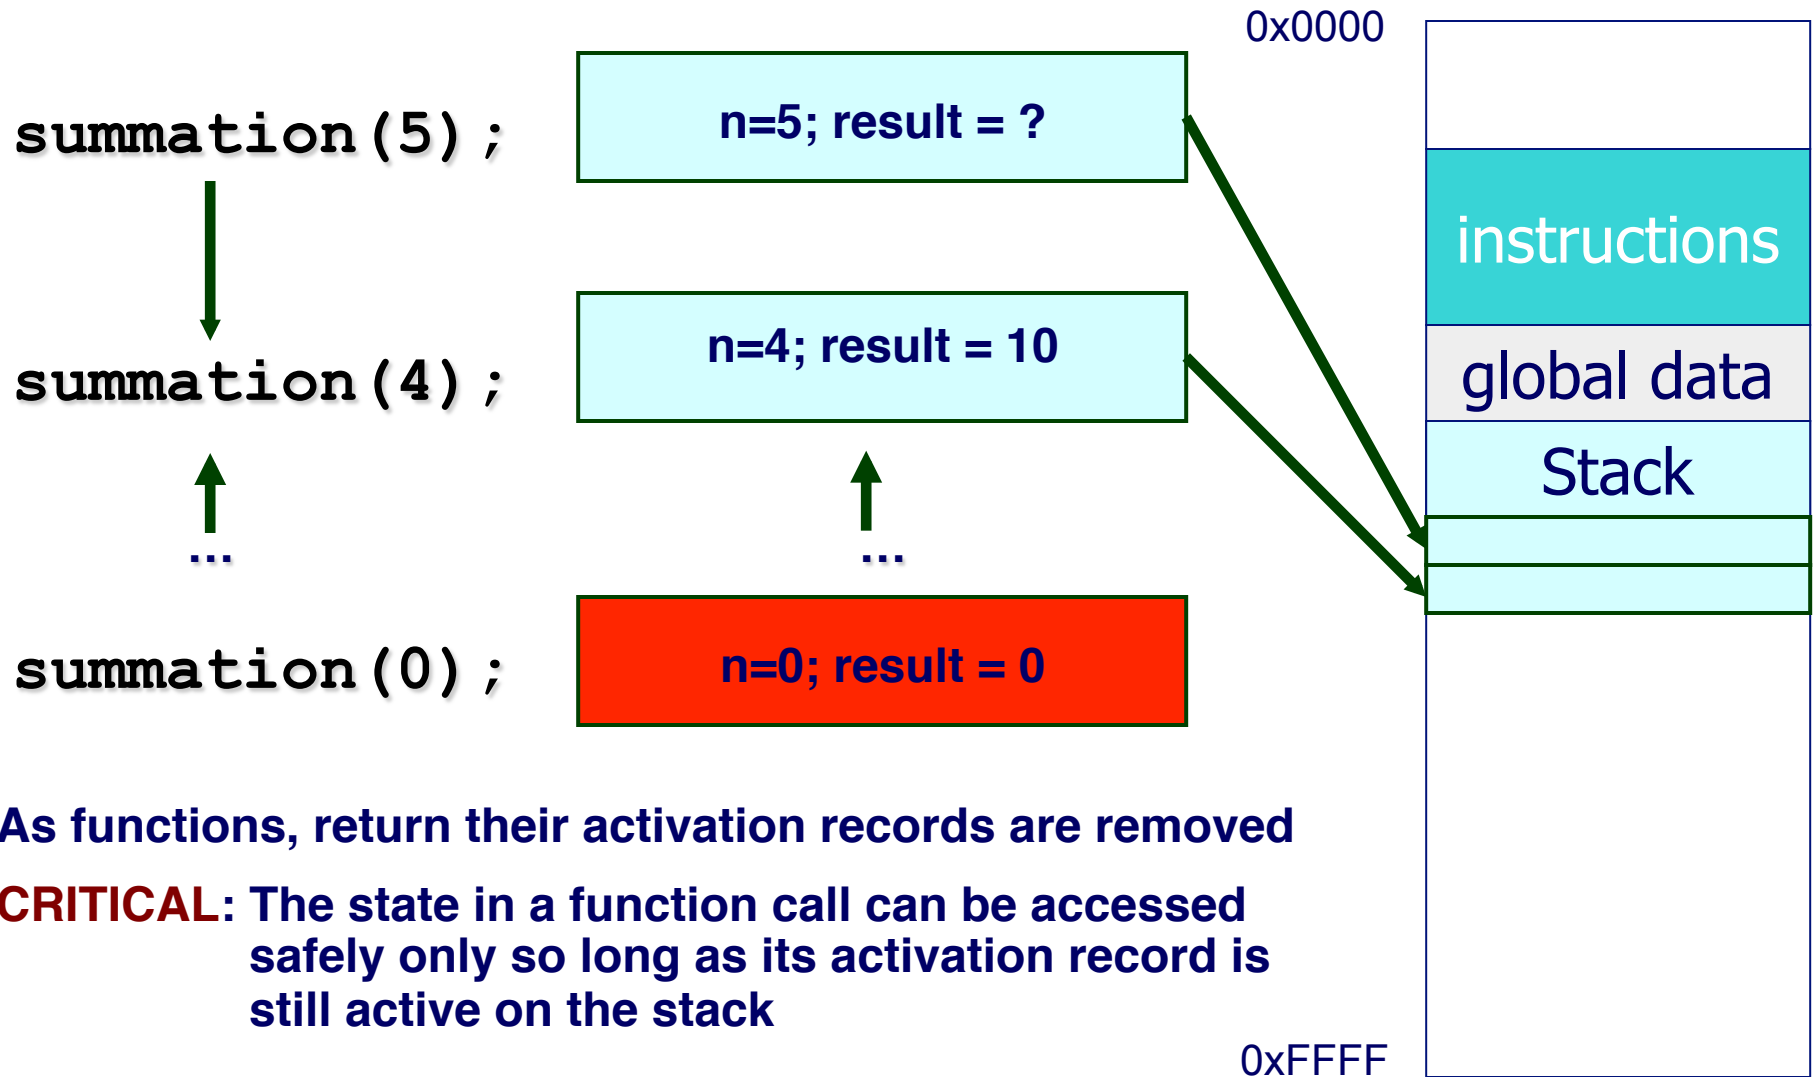 0x0000
summation(5);
n=5; result = ?
instructions
summation(4);
n=4; result = 10
global data
Stack
...
...
summation(0);
n=0; result = 0
As functions, return their activation records are removed
CRITICAL: The state in a function call can be accessed
safely only so long as its activation record is
still active on the stack
0xFFFF